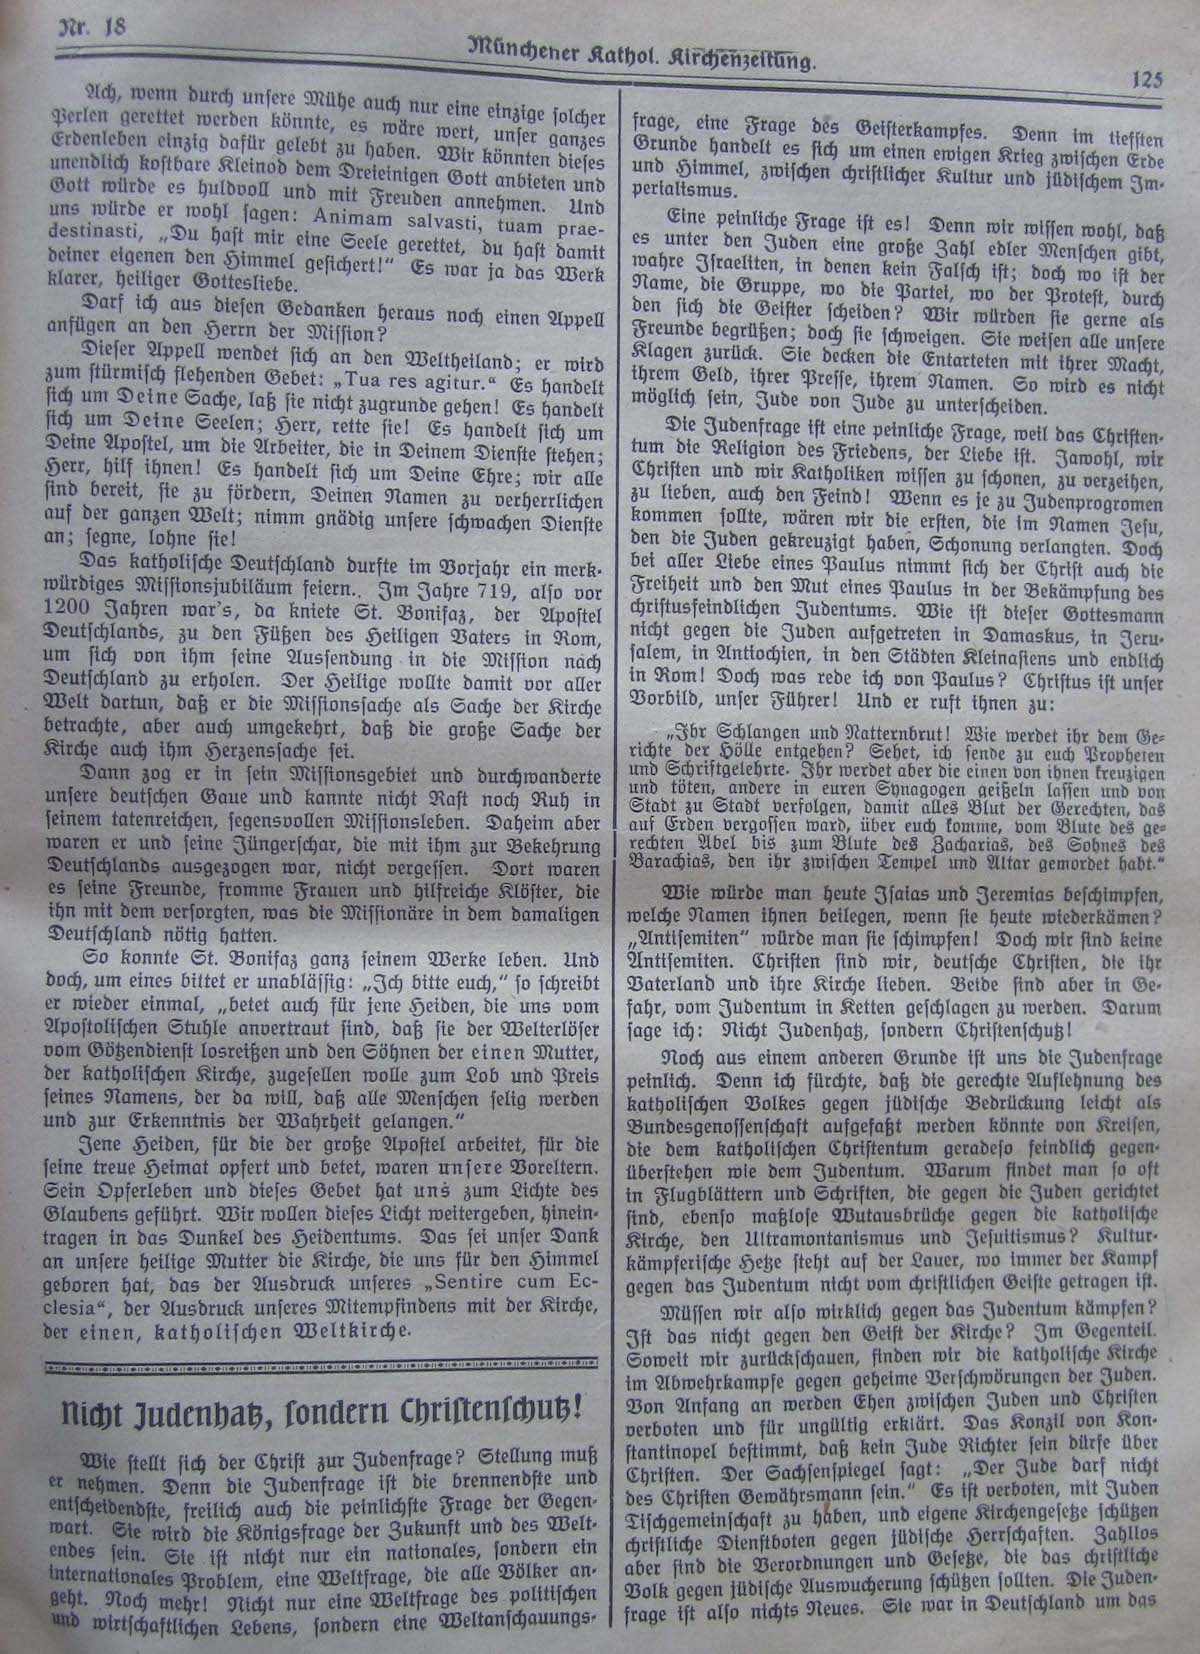 Nr. 18
Münchener Kathol. Kirchenzeitung.
125
Ach, wenn durch unsere Mühe auch nur eine einzige solcher
Perlen gerettet werden könnte, es wäre wert, unser ganzes
Erdenleben einzig dafür gelebt zu haben. Wir könnten dieses
unendlich kostbare Kleinod dem Dreieinigen Gott anbieten und
Gott würde es huldvoll und mit Freuden annehmen. Und
uns würde er wohl sagen: Animam salvasti, tuam prae-
destinasti, „Du hast mir eine Seele gerettet, du hast damit
deiner eigenen den Himmel gesichert!“ Es war ja das Werk
klarer, heiliger Gottesliebe.
Darf ich aus diesen Gedanken heraus noch einen Appell
anfügen an den Herrn der Mission?
Dieser Appell wendet sich an den Weltheiland; er wird
zum stürmisch flehenden Gebet: „Tua res agitur.“ Es handelt
sich um Deine Sache, laß sie nicht zugrunde gehen! Es handelt
sich um Deine Seelen; Herr, rette sie! Es handelt sich um
Deine Apostel, um die Arbeiter, die in Deinem Dienste stehen;
Herr, hilf ihnen! Es handelt sich um Deine Ehre; wir alle
sind bereit, sie zu fördern, Deinen Namen zu verherrlichen
auf der ganzen Welt; nimm gnädig unsere schwachen Dienste
an; segne, lohne sie!
Das katholische Deutschland durfte im Vorjahr ein merk-
würdiges Missionsjubiläum feiern. Im Jahre 719, also vor
1200 Jahren war's, da kniete St. Bonifaz, der Apostel
Deutschlands, zu den Füßen des Heiligen Vaters in Rom,
um sich von ihm seine Aussendung in die Mission nach
Deutschland zu erholen. Der Heilige wollte damit vor aller
Welt dartun, daß er die Missionssache als Sache der Kirche
betrachte, aber auch umgekehrt, daß die große Sache der
Kirche auch ihm Herzenssache sei.
Dann zog er in sein Missionsgebiet und durchwanderte
unsere deutschen Gaue und kannte nicht Rast noch Ruh in
seinem tatenreichen, segensvollen Missionsleben. Daheim aber
waren er und seine Jüngerschar, die mit ihm zur Bekehrung
Deutschlands ausgezogen war, nicht vergessen. Dort waren
es seine Freunde, fromme Frauen und hilfreiche Klöster, die
ihn mit dem versorgten, was die Missionäre in dem damaligen
Deutschland nötig hatten.
So konnte St. Bonifaz ganz seinem Werke leben. Und
doch, um eines bittet er unablässig: „Ich bitte euch,“ so schreibt
er wieder einmal, „betet auch für jene Heiden, die uns vom
Apostolischen Stuhle anvertraut sind, daß sie der Welterlöser
vom Götzendienst losreißen und den Söhnen der einen Mutter,
der katholischen Kirche, zugesellen wolle zum Lob und Preis
seines Namens, der da will, daß alle Menschen selig werden
und zur Erkenntnis der Wahrheit gelangen.“
Jene Heiden, für die der große Apostel arbeitet, für die
seine treue Heimat opfert und betet, waren unsere Voreltern.
Sein Opferleben und dieses Gebet hat uns zum Lichte des
Glaubens geführt. Wir wollen dieses Licht weitergeben, hinein-
tragen in das Dunkel des Heidentums. Das sei unser Dank
an unsere heilige Mutter die Kirche, die uns für den Himmel
geboren hat, das der Ausdruck unseres „Sentire cum Ec-
clesia“, der Ausdruck unseres Mitempfindens mit der Kirche,
der einen, katholischen Weltkirche.
Nicht Judenhatz, sondern Christenschutz!
Wie stellt sich der Christ zur Judenfrage? Stellung muß
er nehmen. Denn die Judenfrage ist die brennendste und
entscheidendste, freilich auch die peinlichste Frage der Gegen-
wart. Sie wird die Königsfrage der Zukunft und des Welt-
endes sein. Sie ist nicht nur ein nationales, sondern ein
internationales Problem, eine Weltfrage, die alle Völker an-
geht. Noch mehr! Nicht nur eine Weltfrage des politischen
und wirtschaftlichen Lebens, sondern eine Weltanschauungs-
frage, eine Frage des Geisterkampfes. Denn im tiefsten
Grunde handelt es sich um einen ewigen Krieg zwischen Erde
und Himmel, zwischen christlicher Kultur und jüdischem Im-
perialismus.
Eine peinliche Frage ist es! Denn wir wissen wohl, daß
es unter den Juden eine große Zahl edler Menschen gibt,
wahre Israeliten, in denen kein Falsch ist; doch wo ist der
Name, die Gruppe, wo die Partei, wo der Protest, durch
den sich die Geister scheiden? Wir würden sie gerne als
Freunde begrüßen; doch sie schweigen. Sie weisen alle unsere
Klagen zurück. Sie decken die Entarteten mit ihrer Macht,
ihrem Geld, ihrer Presse, ihrem Namen. So wird es nicht
möglich sein, Jude von Jude zu unterscheiden.
Die Judenfrage ist eine peinliche Frage, weil das Christen-
tum die Religion des Friedens, der Liebe ist. Jawohl, wir
Christen und wir Katholiken wissen zu schonen, zu verzeihen,
zu lieben, auch den Feind! Wenn es je zu Judenprogromen
kommen sollte, wären wir die ersten, die im Namen Jesu,
den die Juden gekreuzigt haben, Schonung verlangten. Doch
bei aller Liebe eines Paulus nimmt sich der Christ auch die
Freiheit und den Mut eines Paulus in der Bekämpfung des
christusfeindlichen Judentums. Wie ist dieser Gottesmann
nicht gegen die Juden aufgetreten in Damaskus, in Jeru-
salem, in Antiochien, in den Städten Kleinasiens und endlich
in Rom! Doch was rede ich von Paulus? Christus ist unser
Vorbild, unser Führer! Und er ruft ihnen zu:
„Ihr Schlangen und Natternbrut! Wie werdet ihr dem Ge-
richte der Hölle entgehen? Sehet, ich sende zu euch Propheten
und Schriftgelehrte. Ihr werdet aber die einen von ihnen kreuzigen
und töten, andere in euren Synagogen geißeln lassen und von
Stadt zu Stadt verfolgen, damit alles Blut der Gerechten, das
auf Erden vergossen ward, über euch komme, vom Blute des ge-
rechten Abel bis zum Blute des Zacharias, des Sohnes des
Barachias, den ihr zwischen Tempel und Altar gemordet habt.“
Wie würde man heute Isaias und Jeremias beschimpfen,
welche Namen ihnen beilegen, wenn sie heute wiederkämen?
„Antisemiten“ würde man sie schimpfen! Doch wir sind keine
Antisemiten. Christen sind wir, deutsche Christen, die ihr
Vaterland und ihre Kirche lieben. Beide sind aber in Ge-
fahr, vom Judentum in Ketten geschlagen zu werden. Darum
sage ich: Nicht Judenhatz, sondern Christenschutz!
Noch aus einem anderen Grunde ist uns die Judenfrage
peinlich. Denn ich fürchte, daß die gerechte Auflehnung des
katholischen Volkes gegen jüdische Bedrückung leicht als
Bundesgenossenschaft aufgefaßt werden könnte von Kreisen,
die dem katholischen Christentum geradeso feindlich gegen-
überstehen wie dem Judentum. Warum findet man so oft
in Flugblättern und Schriften, die gegen die Juden gerichtet
sind, ebenso maßlose Wutausbrüche gegen die katholische
Kirche, den Ultramontanismus und Jesuitismus? Kultur-
kämpferische Hetze steht auf der Lauer, wo immer der Kampf
gegen das Judentum nicht vom christlichen Geiste getragen ist.
Müssen wir also wirklich gegen das Judentum kämpfen?
Ist das nicht gegen den Geist der Kirche? Im Gegenteil.
Soweit wir zurückschauen, finden wir die katholische Kirche
im Abwehrkampfe gegen geheime Verschwörungen der Juden.
Von Anfang an werden Ehen zwischen Juden und Christen
verboten und für ungültig erklärt. Das Konzil von Kon-
stantinopel bestimmt, daß kein Jude Richter sein dürfe über
Christen. Der Sachsenspiegel sagt: „Der Jude darf nicht
des Christen Gewährsmann sein.“ Es ist verboten, mit Juden
Tischgemeinschaft zu haben, und eigene Kirchengesetze schützen
christliche Dienstboten gegen jüdische Herrschaften. Zahllos
aber sind die Verordnungen und Gesetze, die das christliche
Volk gegen jüdische Auswucherung schützen sollten. Die Juden-
frage ist also nichts Neues. Sie war in Deutschland um das